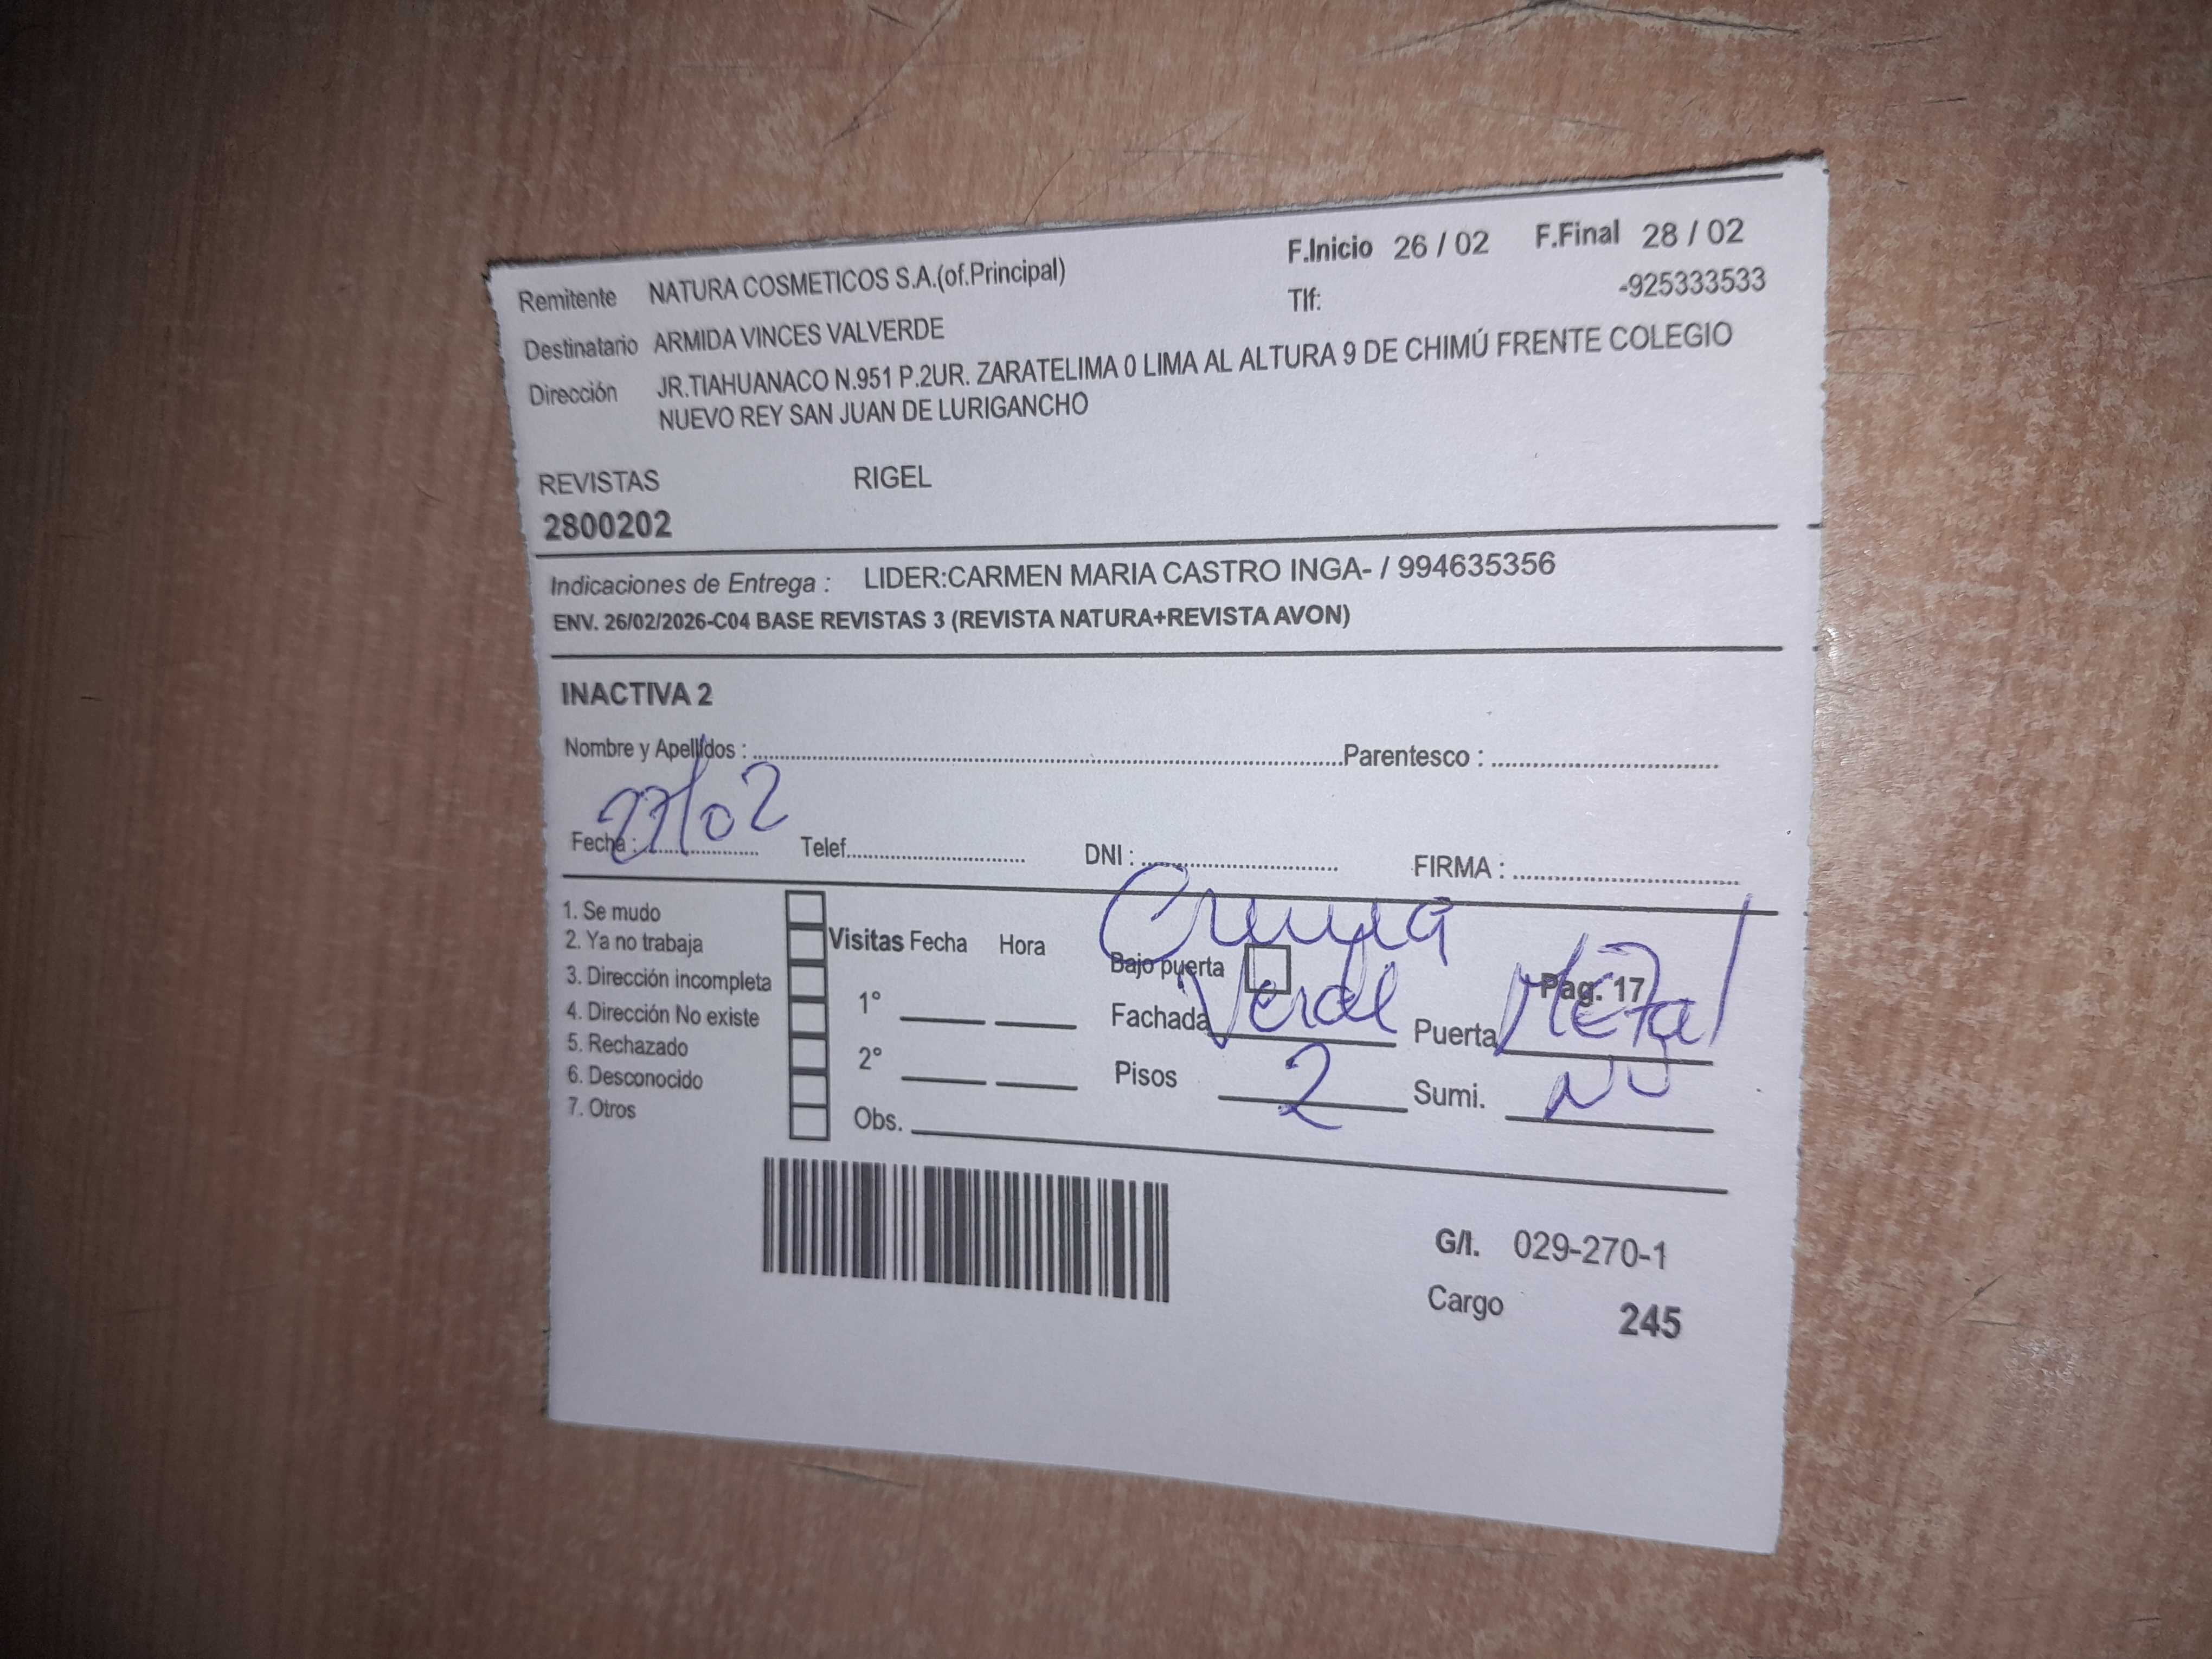 Remitente NATURA COSMETICOS S.A.(of.Principal) F.Inicio 26 / 02 F.Final 28 / 02
Tlf: -925333533
Destinatario ARMIDA VINCES VALVERDE
Dirección JR.TIAHUANACO N.951 P.2UR. ZARATELIMA 0 LIMA AL ALTURA 9 DE CHIMÚ FRENTE COLEGIO
NUEVO REY SAN JUAN DE LURIGANCHO
REVISTAS RIGEL
2800202
Indicaciones de Entrega : LIDER:CARMEN MARIA CASTRO INGA- / 994635356
ENV. 26/02/2026-C04 BASE REVISTAS 3 (REVISTA NATURA+REVISTA AVON)
INACTIVA 2
Nombre y Apellidos : Parentesco :
Fecha : 27/02 Telef. DNI : FIRMA :
1. Se mudo
2. Ya no trabaja
3. Dirección incompleta
4. Dirección No existe
5. Rechazado
6. Desconocido
7. Otros
Visitas Fecha Hora
1°
2°
Obs.
Bajo puerta Pag. 17
Fachada Verde Puerta Metal
Pisos 2 Sumi. NO
G/I. 029-270-1
Cargo 245